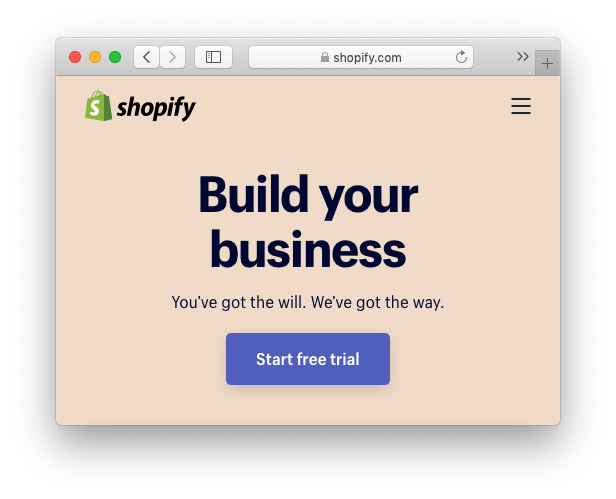 shopify.com
shopify
Build your
business
You've got the will. We've got the way.
Start free trial